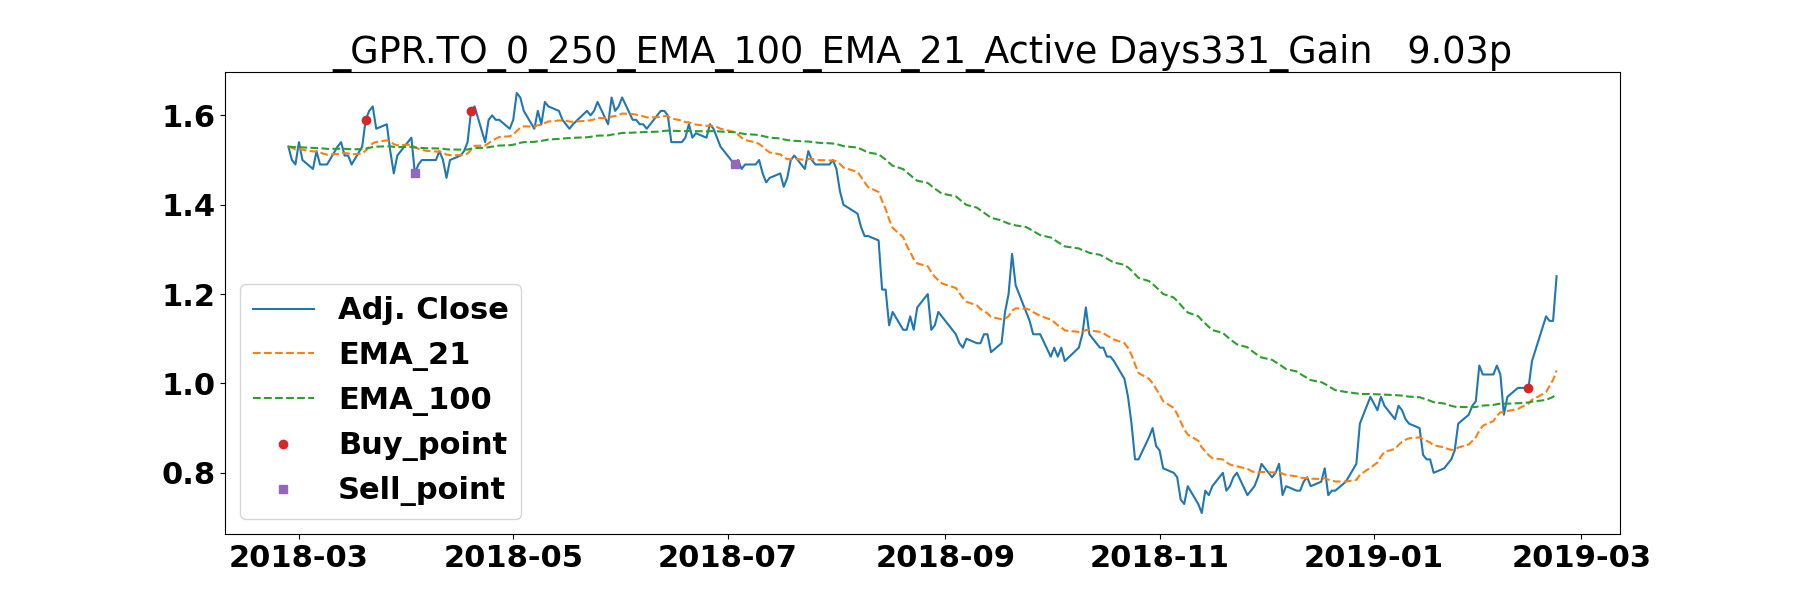 _GPR.TO_0_250_EMA_100_EMA_21_Active Days331_Gain   9.03p
1.6
1.4
1.2
1.0
0.8
Adj. Close
EMA_21
EMA_100
Buy_point
Sell_point
2018-03 2018-05 2018-07 2018-09 2018-11 2019-01 2019-03